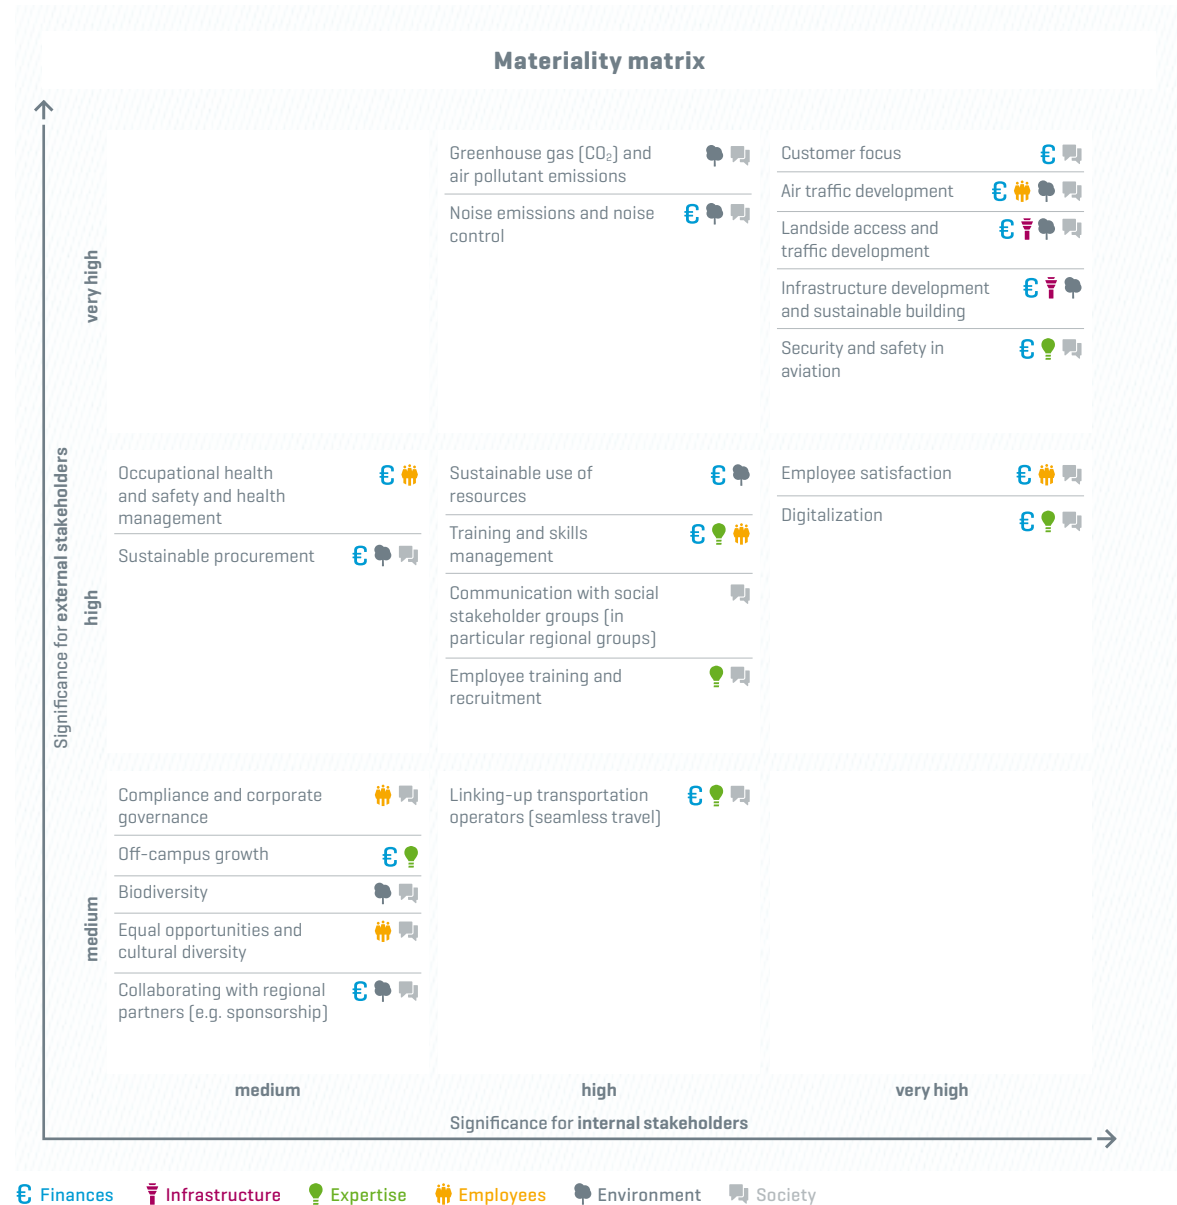 Materiality matrix
Significance for external stakeholders
very high
Greenhouse gas (CO₂) and
air pollutant emissions
Noise emissions and noise
control
Customer focus
Air traffic development
Landside access and
traffic development
Infrastructure development
and sustainable building
Security and safety in
aviation
high
Occupational health
and safety and health
management
Sustainable procurement
Sustainable use of
resources
Training and skills
management
Communication with social
stakeholder groups (in
particular regional groups)
Employee training and
recruitment
Employee satisfaction
Digitalization
medium
Compliance and corporate
governance
Off-campus growth
Biodiversity
Equal opportunities and
cultural diversity
Collaborating with regional
partners (e.g. sponsorship)
Linking-up transportation
operators (seamless travel)
medium
high
very high
Significance for internal stakeholders
€ Finances
Infrastructure
Expertise
Employees
Environment
Society